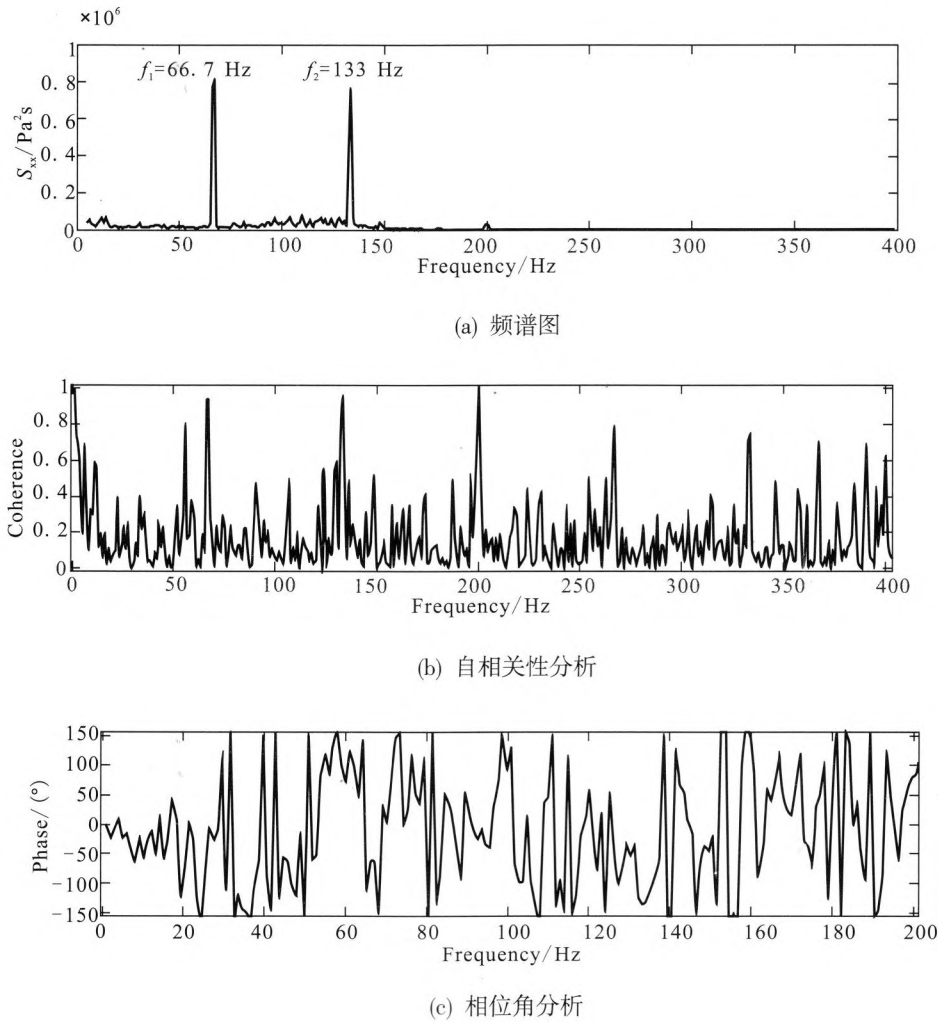 ×10⁶
1
0. 8
0. 6
0. 4
0. 2
0
S_xx/Pa²s
f₁=66. 7 Hz
f₂=133 Hz
0 50 100 150 200 250 300 350 400
Frequency/Hz
(a) 频谱图
1
0. 8
0. 6
0. 4
0. 2
0
Coherence
0 50 100 150 200 250 300 350 400
Frequency/Hz
(b) 自相关性分析
150
100
50
0
−50
−100
−150
Phase/(°)
0 20 40 60 80 100 120 140 160 180 200
Frequency/Hz
(c) 相位角分析